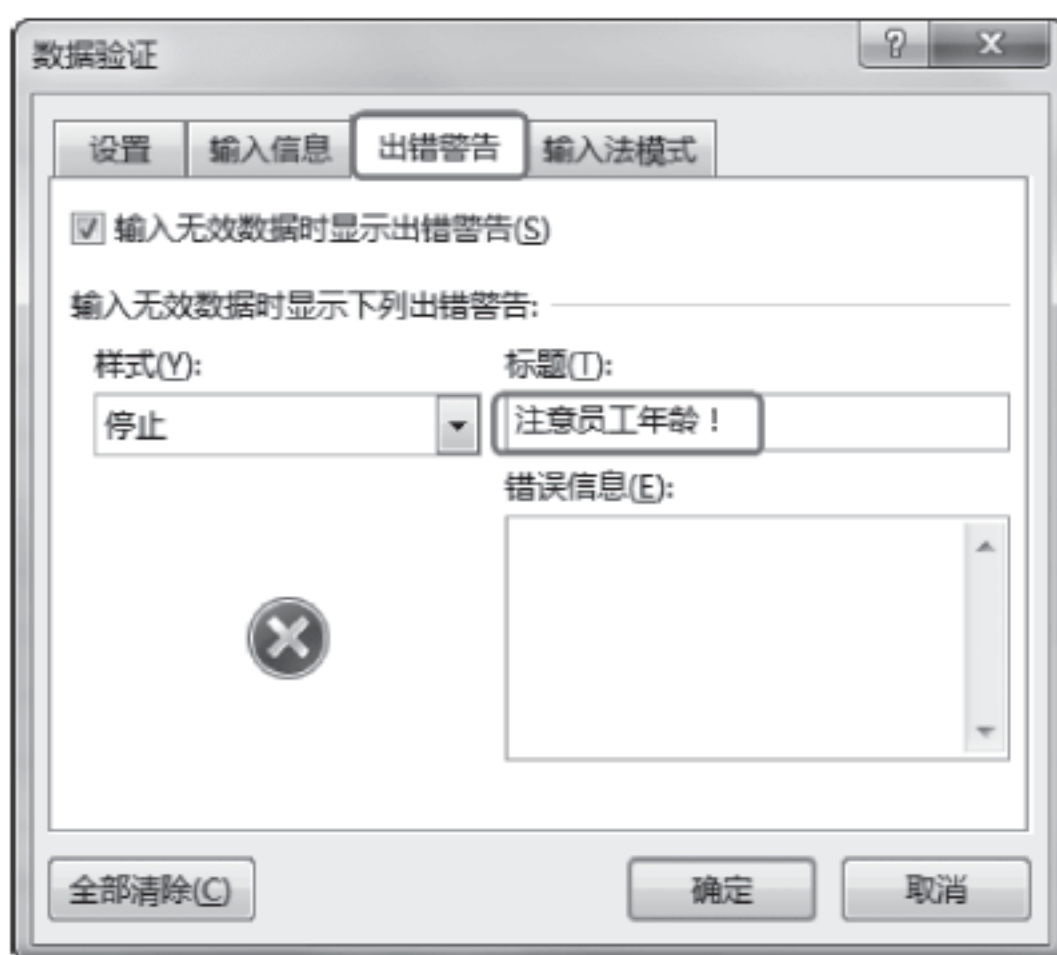 数据验证
设置 输入信息 出错警告 输入法模式
输入无效数据时显示出错警告(S)
输入无效数据时显示下列出错警告:
样式(Y): 标题(T):
停止 注意员工年龄！
错误信息(E):
全部清除(C) 确定 取消